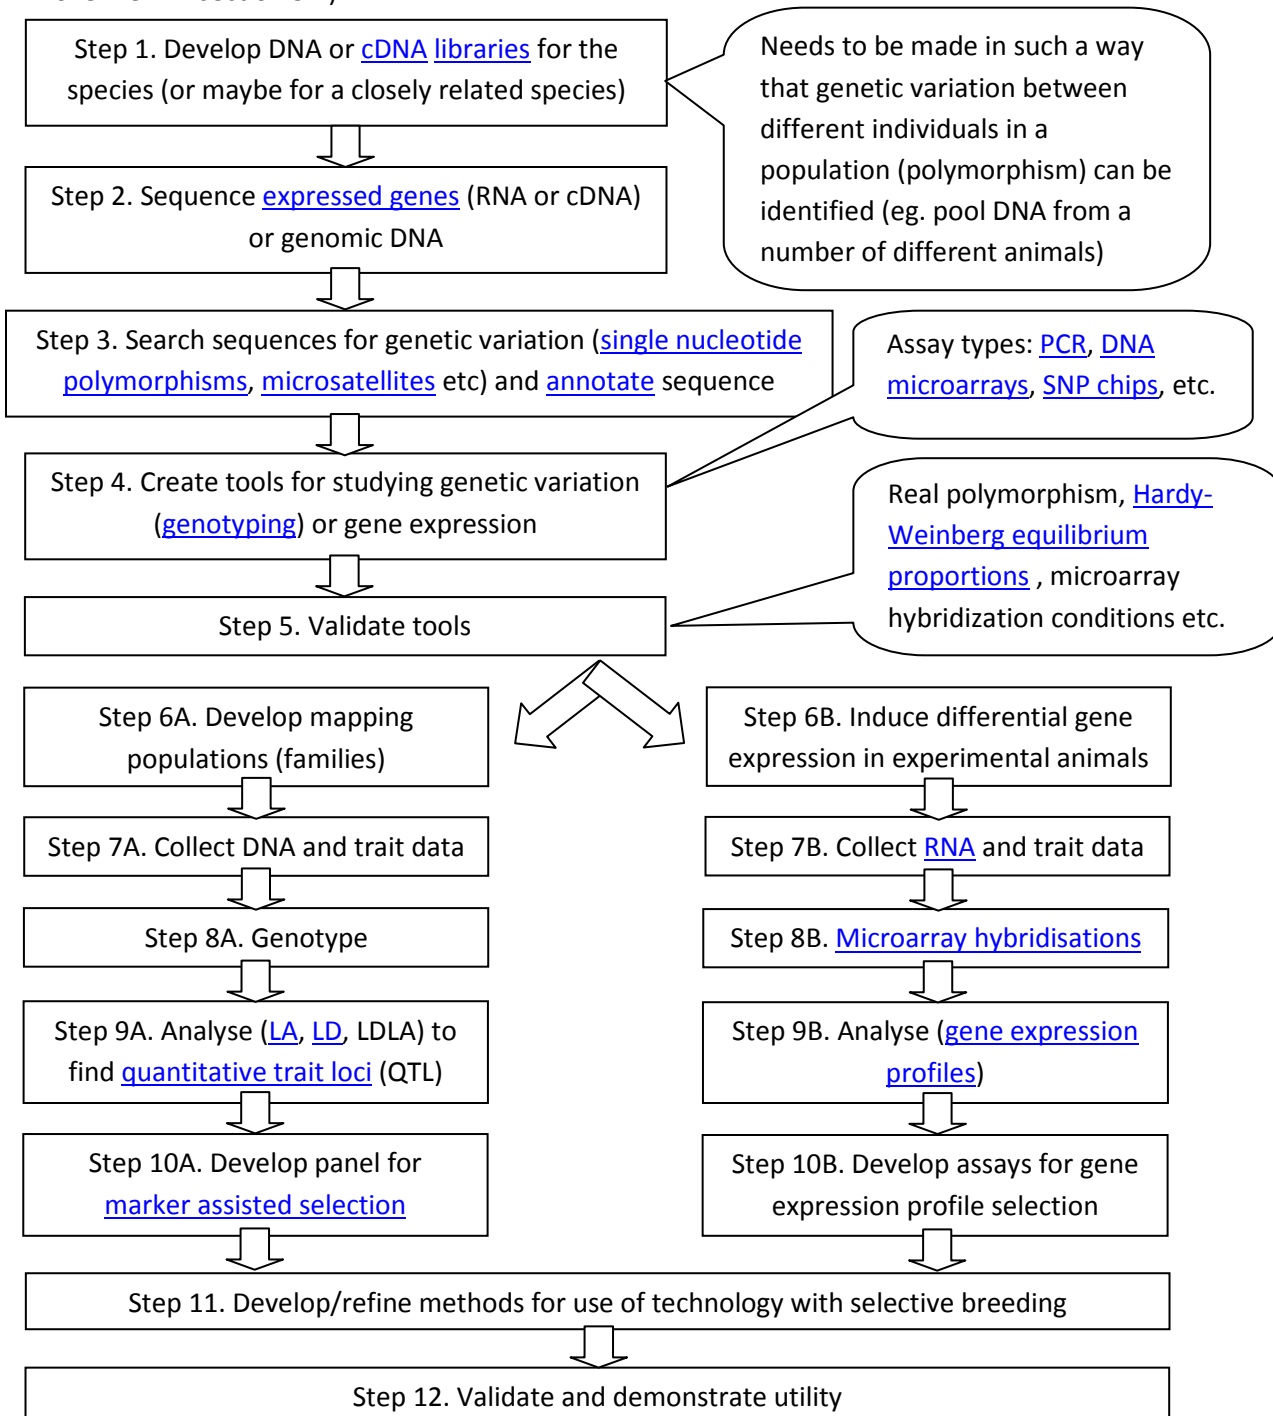 Step 1. Develop DNA or cDNA libraries for the
species (or maybe for a closely related species)
Needs to be made in such a way
that genetic variation between
different individuals in a
population (polymorphism) can be
identified (eg. pool DNA from a
number of different animals)
Step 2. Sequence expressed genes (RNA or cDNA)
or genomic DNA
Step 3. Search sequences for genetic variation (single nucleotide
polymorphisms, microsatellites etc) and annotate sequence
Assay types: PCR, DNA
microarrays, SNP chips, etc.
Step 4. Create tools for studying genetic variation
(genotyping) or gene expression
Real polymorphism, Hardy-
Weinberg equilibrium
proportions , microarray
hybridization conditions etc.
Step 5. Validate tools
Step 6A. Develop mapping
populations (families)
Step 6B. Induce differential gene
expression in experimental animals
Step 7A. Collect DNA and trait data
Step 7B. Collect RNA and trait data
Step 8A. Genotype
Step 8B. Microarray hybridisations
Step 9A. Analyse (LA, LD, LDLA) to
find quantitative trait loci (QTL)
Step 9B. Analyse (gene expression
profiles)
Step 10A. Develop panel for
marker assisted selection
Step 10B. Develop assays for gene
expression profile selection
Step 11. Develop/refine methods for use of technology with selective breeding
Step 12. Validate and demonstrate utility